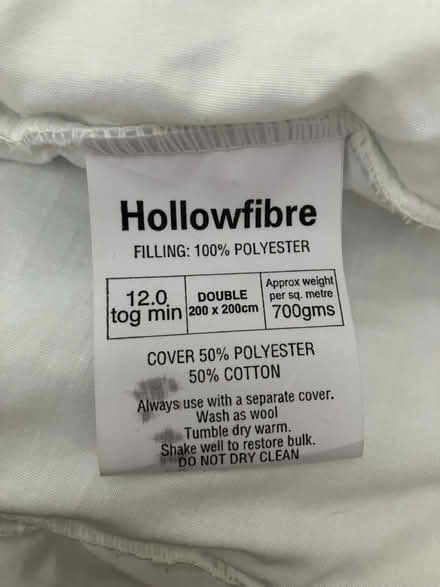 Hollowfibre
FILLING: 100% POLYESTER
12.0
tog min
DOUBLE
200 x 200cm
Approx weight
per sq. metre
700gms
COVER 50% POLYESTER
50% COTTON
Always use with a separate cover.
Wash as wool
Tumble dry warm.
Shake well to restore bulk.
DO NOT DRY CLEAN